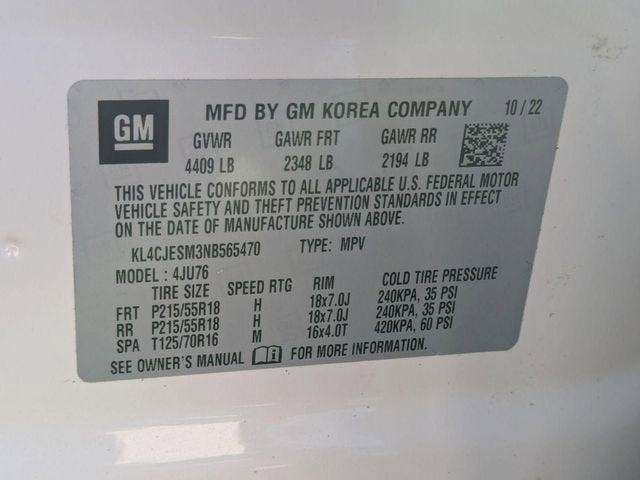 GM MFD BY GM KOREA COMPANY 10/22
GVWR GAWR FRT GAWR RR
4409 LB 2348 LB 2194 LB
THIS VEHICLE CONFORMS TO ALL APPLICABLE U.S. FEDERAL MOTOR
VEHICLE SAFETY AND THEFT PREVENTION STANDARDS IN EFFECT
ON THE DATE OF MANUFACTURE SHOWN ABOVE.
KL4CJESM3NB565470 TYPE: MPV
MODEL: 4JU76
TIRE SIZE SPEED RTG RIM COLD TIRE PRESSURE
FRT P215/55R18 H 18x7.0J 240KPA, 35 PSI
RR P215/55R18 H 18x7.0J 240KPA, 35 PSI
SPA T125/70R16 M 16x4.0T 420KPA, 60 PSI
SEE OWNER'S MANUAL FOR MORE INFORMATION.